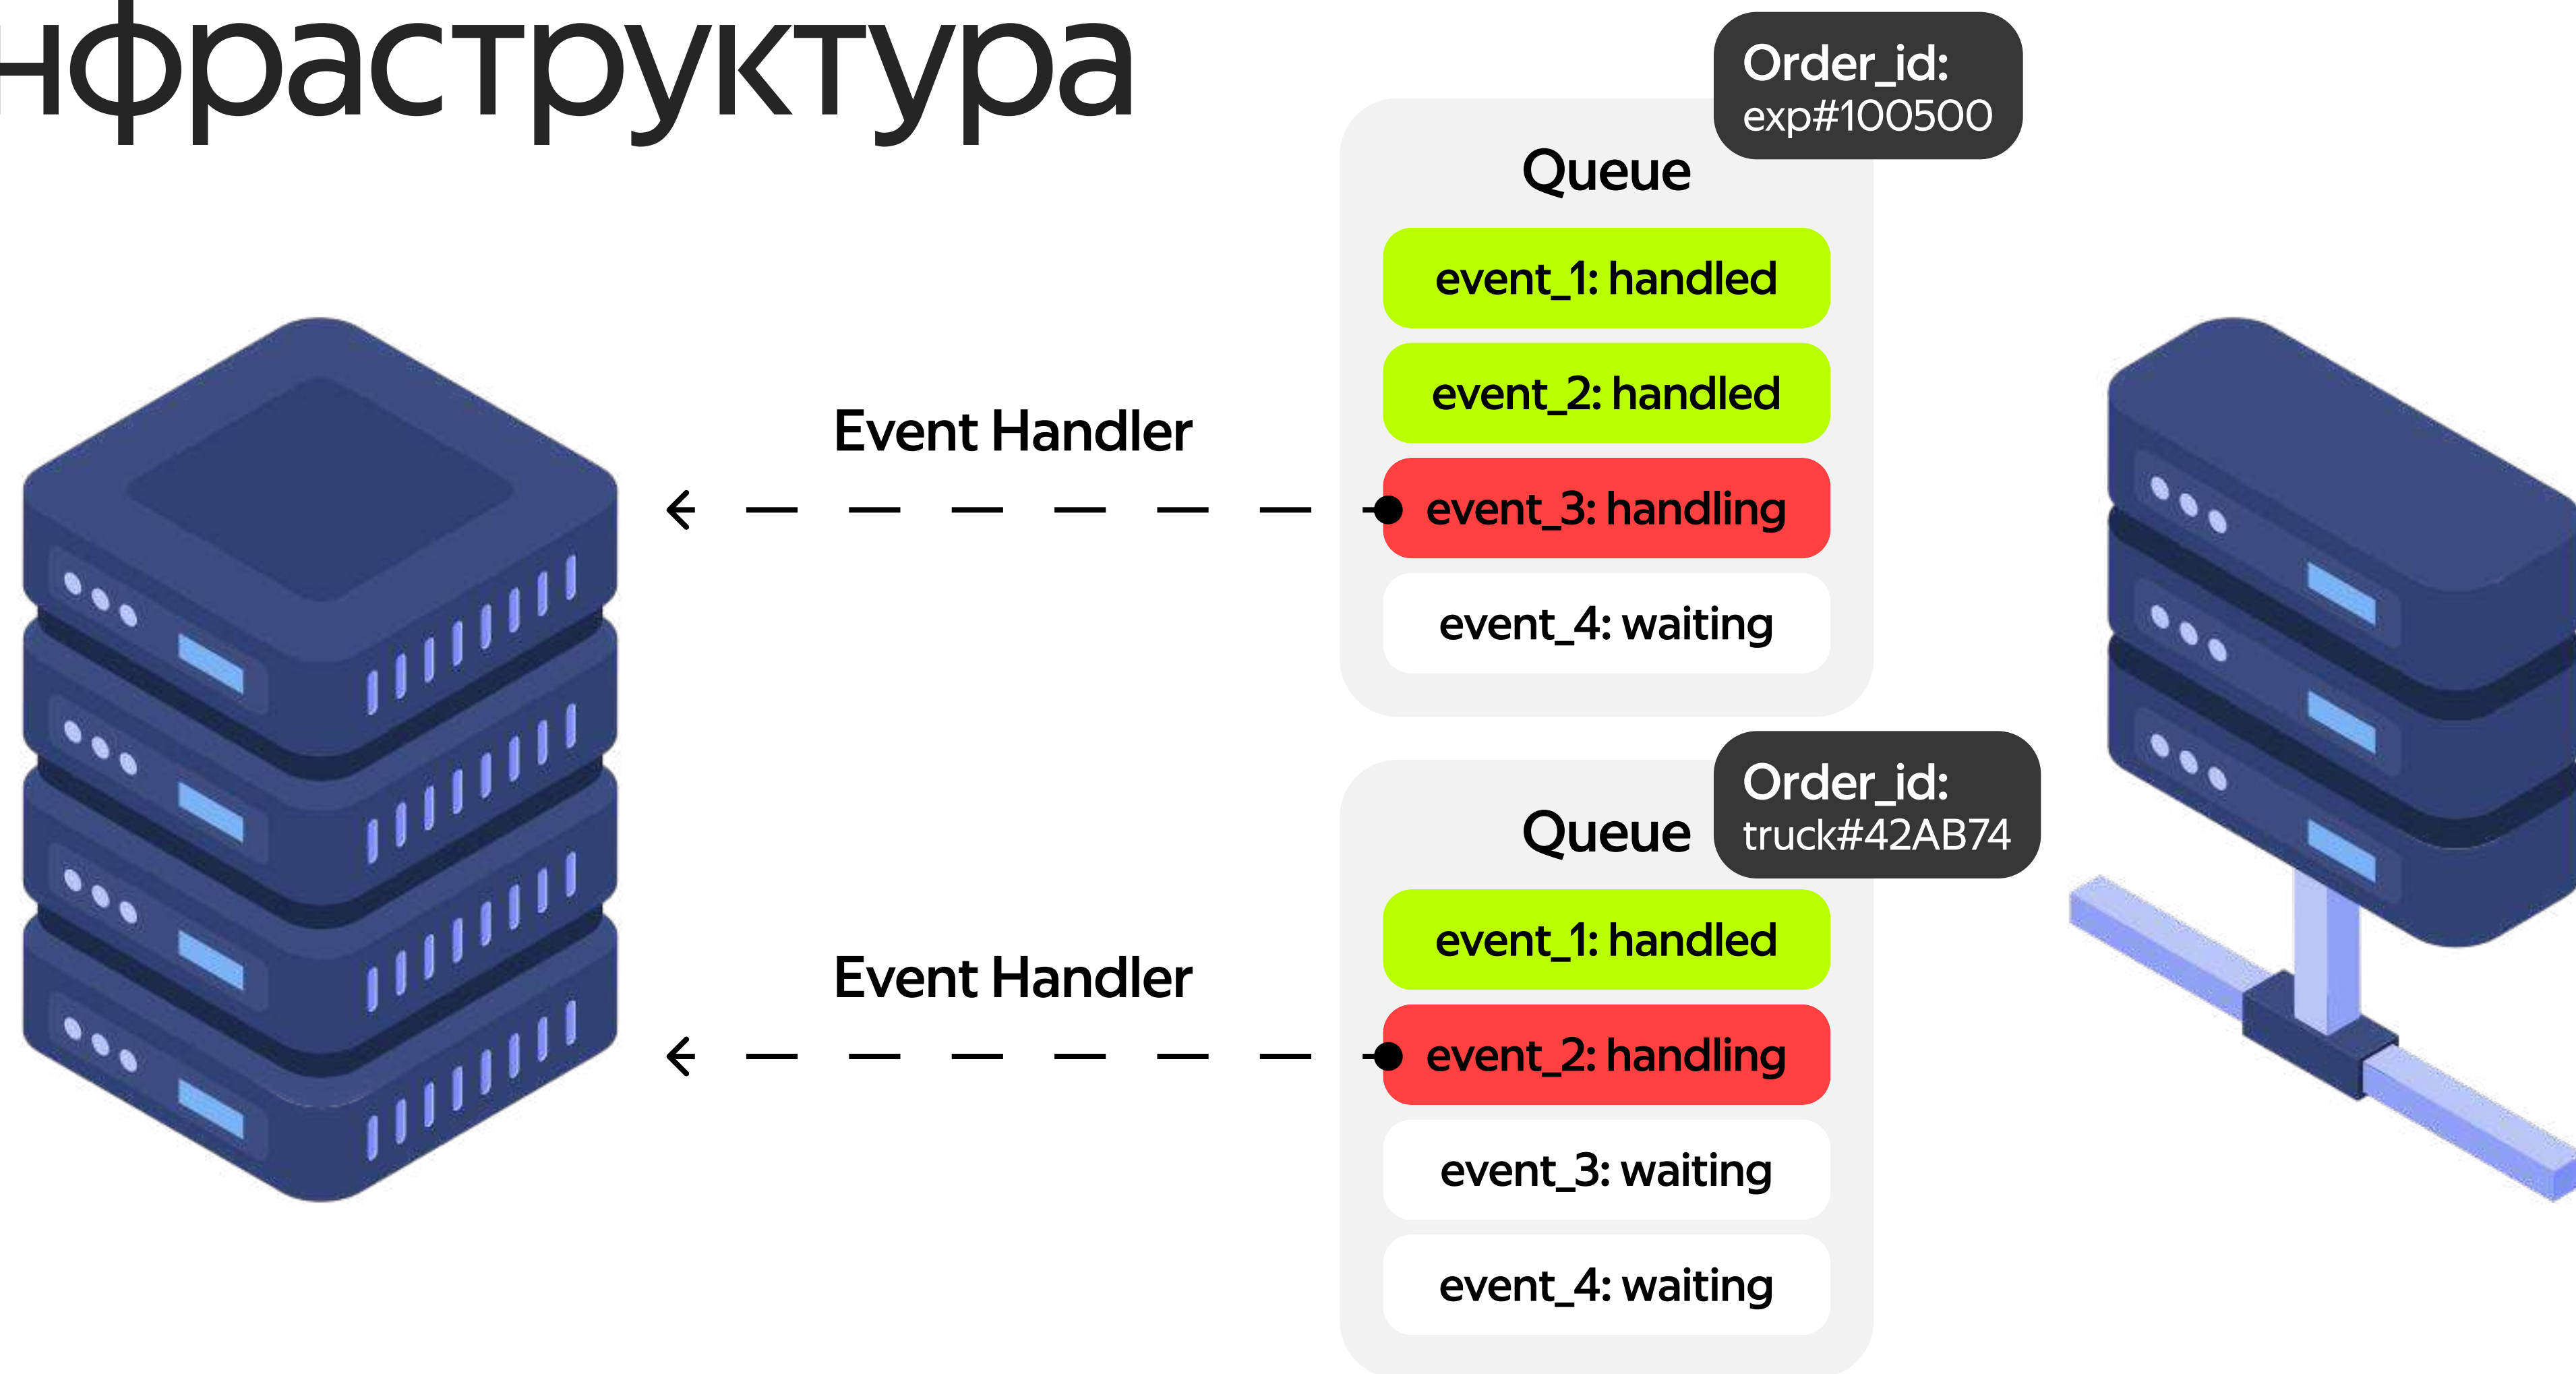 нфраструктура
Order_id:
exp#100500
Queue
event_1: handled
event_2: handled
Event Handler
event_3: handling
event_4: waiting
Order_id:
truck#42AB74
Queue
event_1: handled
Event Handler
event_2: handling
event_3: waiting
event_4: waiting